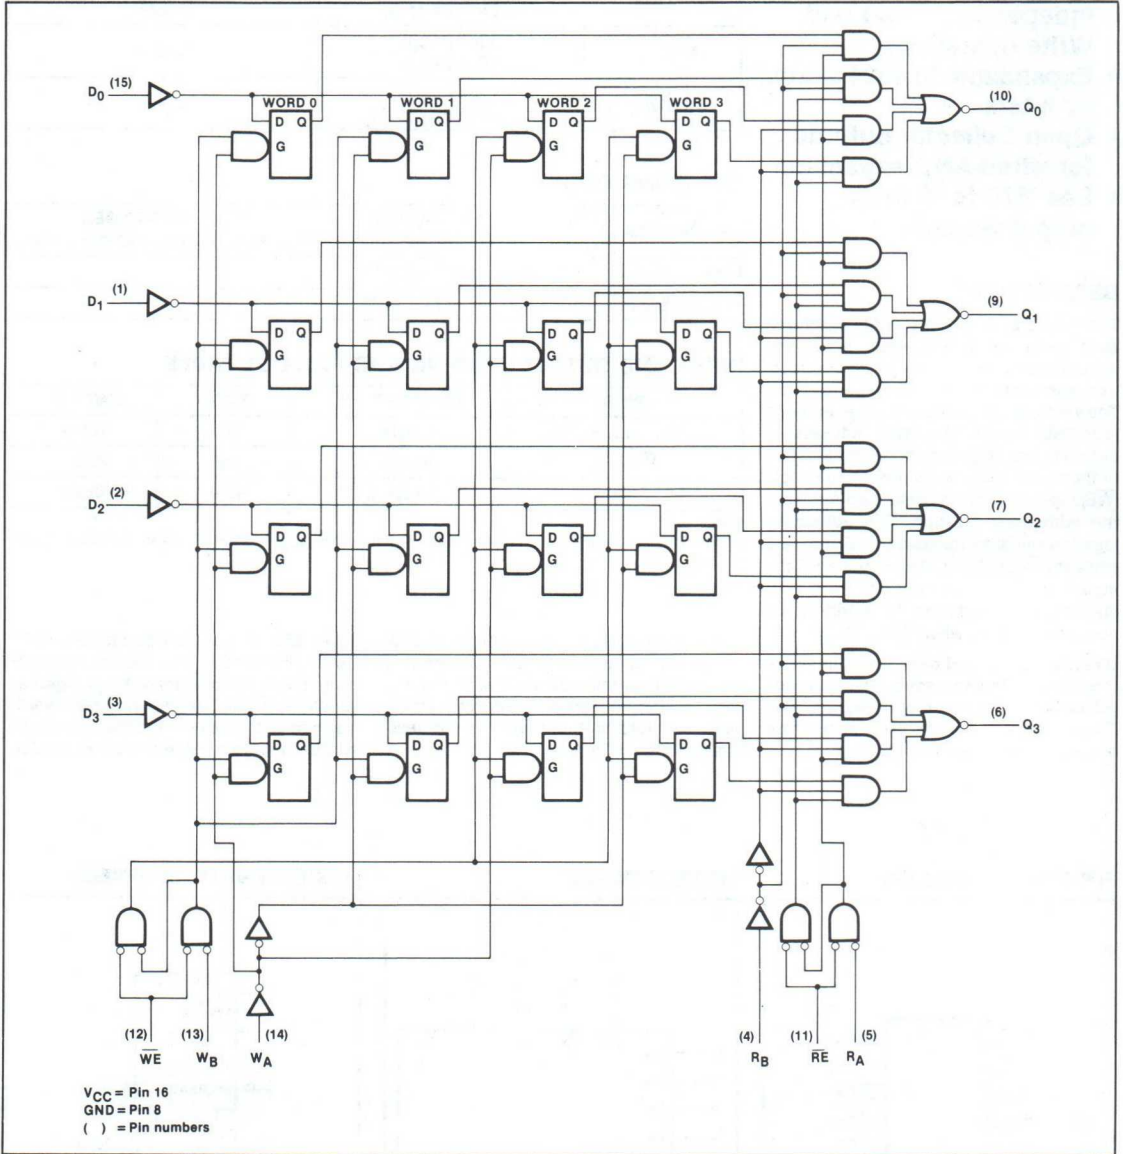 D0 (15)
WORD 0 WORD 1 WORD 2 WORD 3
D Q D Q D Q D Q
G G G G
(10) Q0
D1 (1)
D Q D Q D Q D Q
G G G G
(9) Q1
D2 (2)
D Q D Q D Q D Q
G G G G
(7) Q2
D3 (3)
D Q D Q D Q D Q
G G G G
(6) Q3
(12) (13) (14) (4) (11) (5)
W̅E̅ WB WA RB R̅E̅ RA
VCC = Pin 16
GND = Pin 8
( ) = Pin numbers